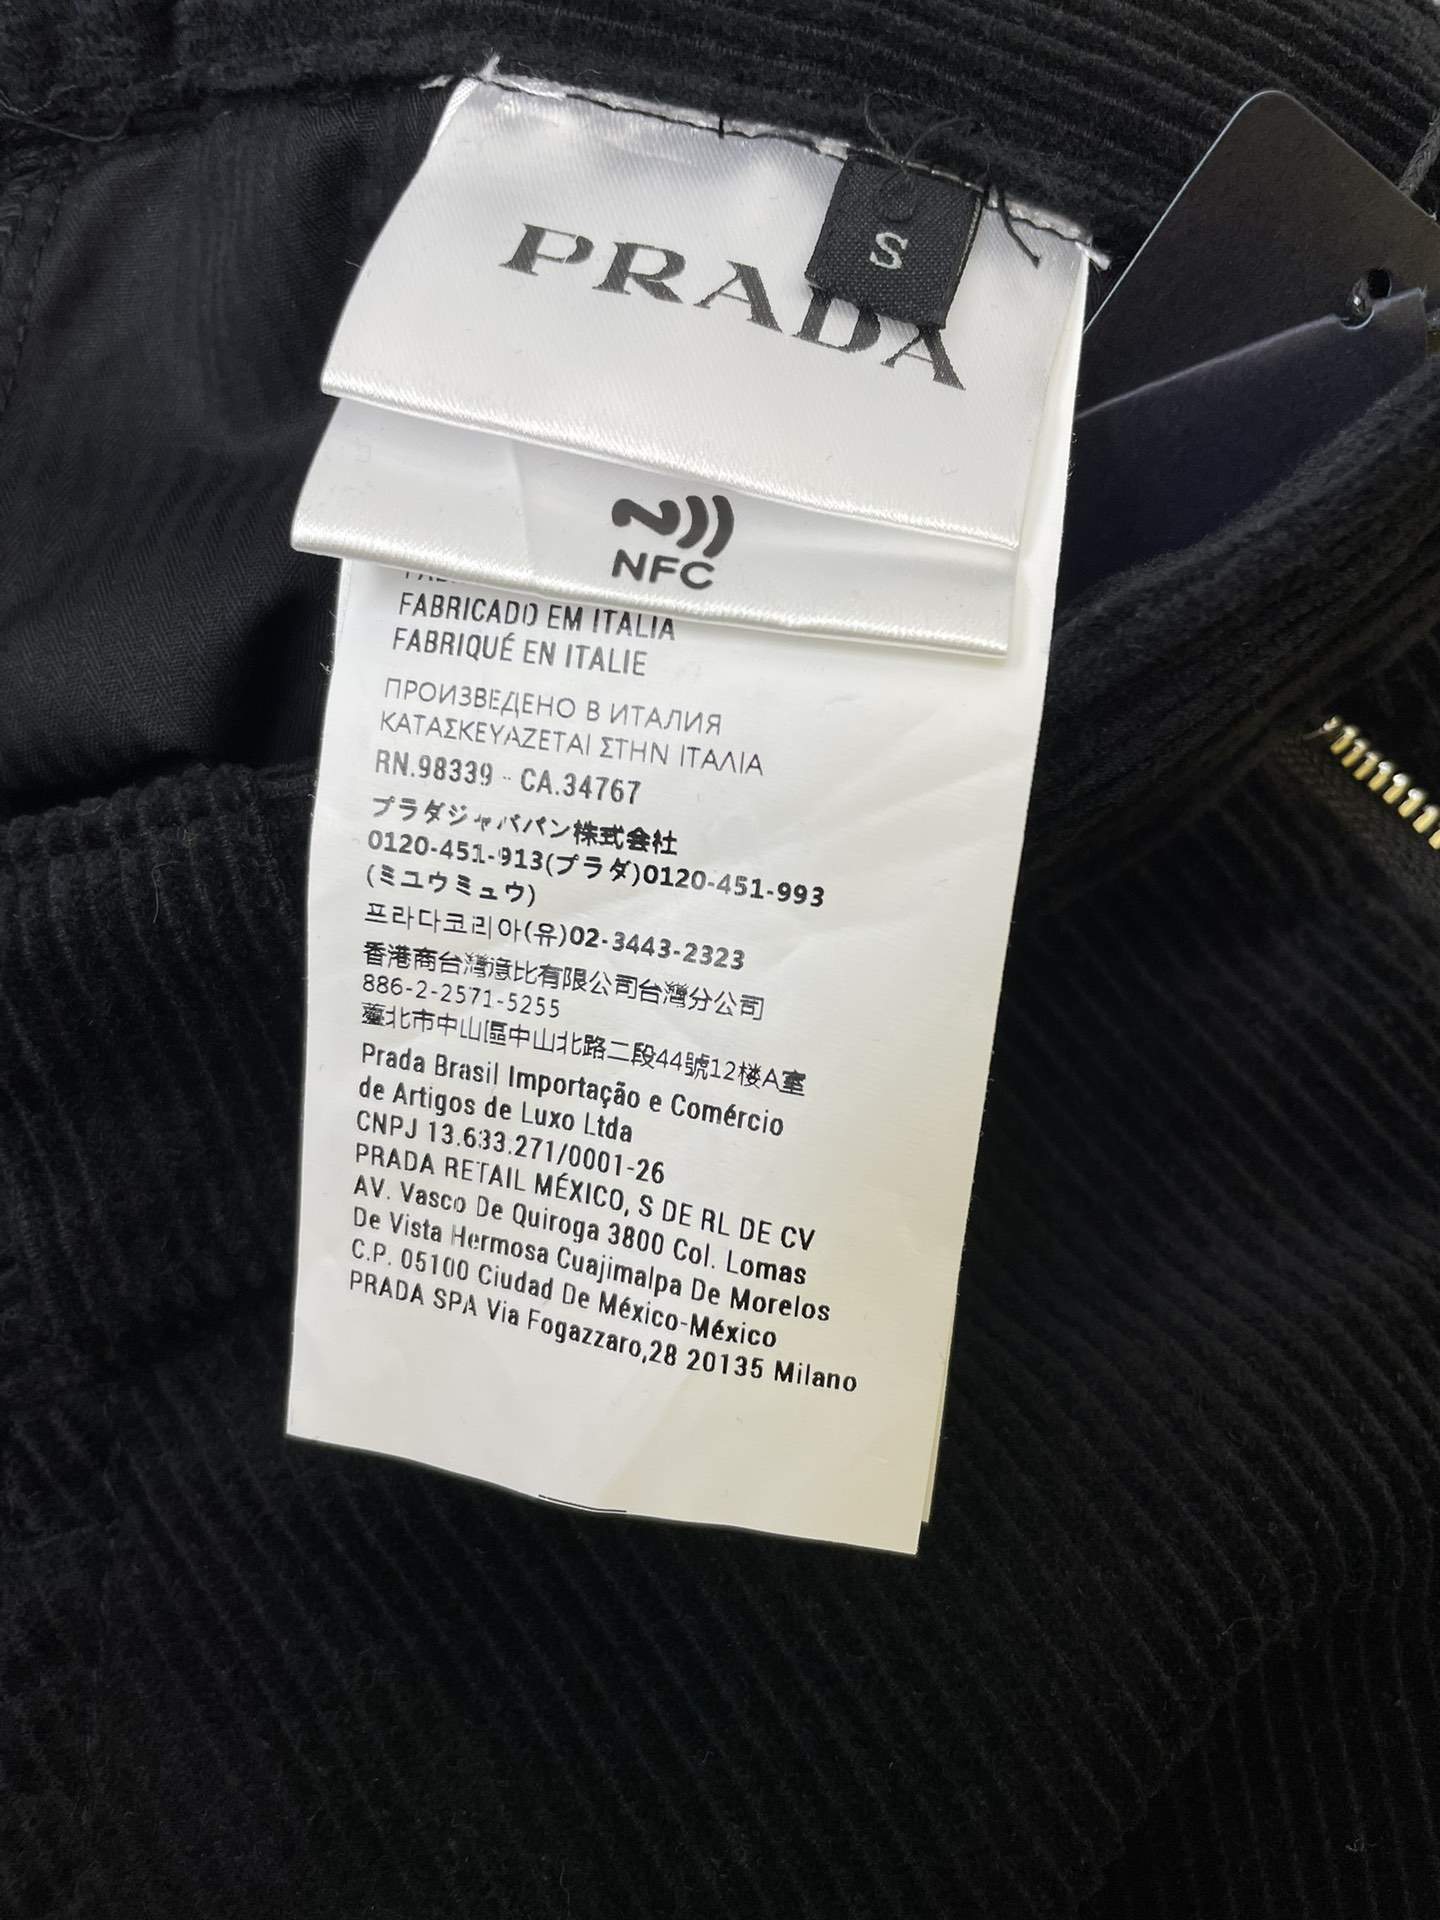 PRADA
S
NFC
FABRICADO EM ITALIA
FABRIQUÉ EN ITALIE
ПРОИЗВЕДЕНО В ИТАЛИЯ
ΚΑΤΑΣΚΕΥΑΖΕΤΑΙ ΣΤΗΝ ΙΤΑΛΙΑ
RN.98339 - CA.34767
プラダジャパパン株式会社
0120-451-913(プラダ)0120-451-993
(ミユウミュウ)
프라다코리아(유)02-3443-2323
香港商台灣意比有限公司台灣分公司
886-2-2571-5255
臺北市中山區中山北路二段44號12楼A室
Prada Brasil Importação e Comércio
de Artigos de Luxo Ltda
CNPJ 13.633.271/0001-26
PRADA RETAIL MÉXICO, S DE RL DE CV
AV. Vasco De Quiroga 3800 Col. Lomas
De Vista Hermosa Cuajimalpa De Morelos
C.P. 05100 Ciudad De México-México
PRADA SPA Via Fogazzaro,28 20135 Milano